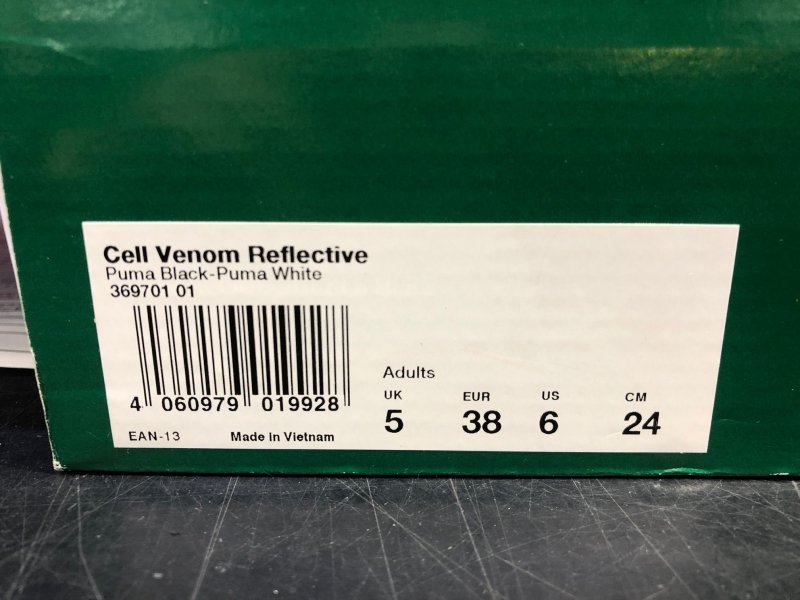 Cell Venom Reflective
Puma Black-Puma White
369701 01
4 060979 019928
EAN-13 Made in Vietnam
Adults
UK EUR US CM
5 38 6 24